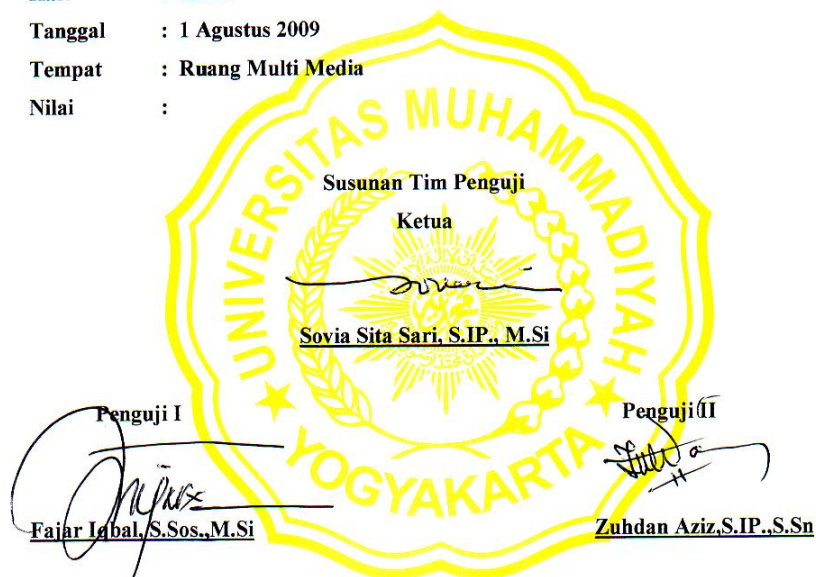 Tanggal : 1 Agustus 2009
Tempat : Ruang Multi Media
Nilai :
UNIVERSITAS MUHAMMADIYAH
YOGYAKARTA
Susunan Tim Penguji
Ketua
Sovia Sita Sari, S.IP., M.Si
Penguji I
Penguji II
Fajar Iqbal, S.Sos.,M.Si
Zuhdan Aziz,S.IP.,S.Sn